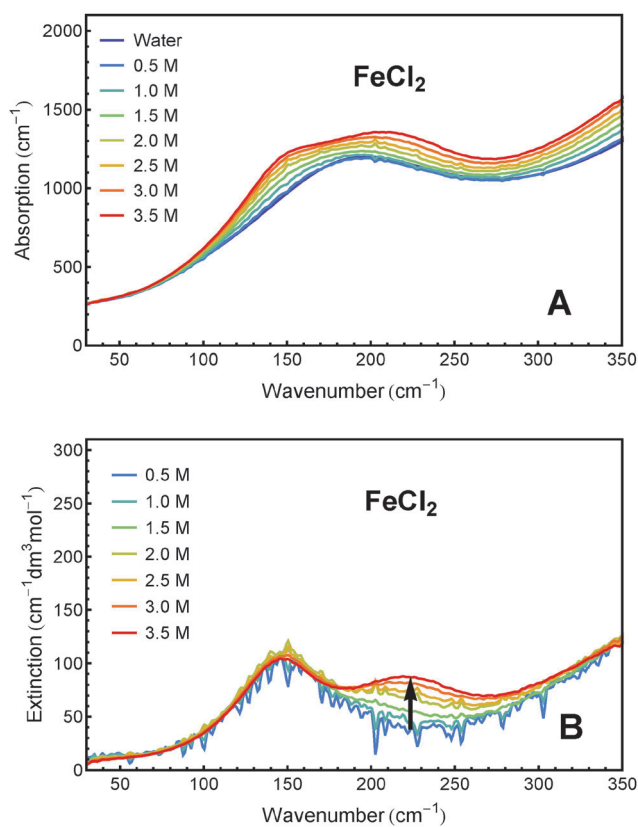 2000
1500
1000
500
0
Absorption (cm⁻¹)
Water
0.5 M
1.0 M
1.5 M
2.0 M
2.5 M
3.0 M
3.5 M
FeCl₂
A
50 100 150 200 250 300 350
Wavenumber (cm⁻¹)
300
250
200
150
100
50
0
Extinction (cm⁻¹dm³mol⁻¹)
0.5 M
1.0 M
1.5 M
2.0 M
2.5 M
3.0 M
3.5 M
FeCl₂
B
50 100 150 200 250 300 350
Wavenumber (cm⁻¹)